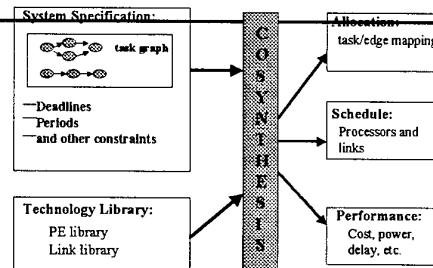 System Specification:
task graph
Deadlines
Periods
and other constraints
Technology Library:
PE library
Link library
COSYNTHESIS
Allocation:
task/edge mapping
Schedule:
Processors and
links
Performance:
Cost, power,
delay, etc.